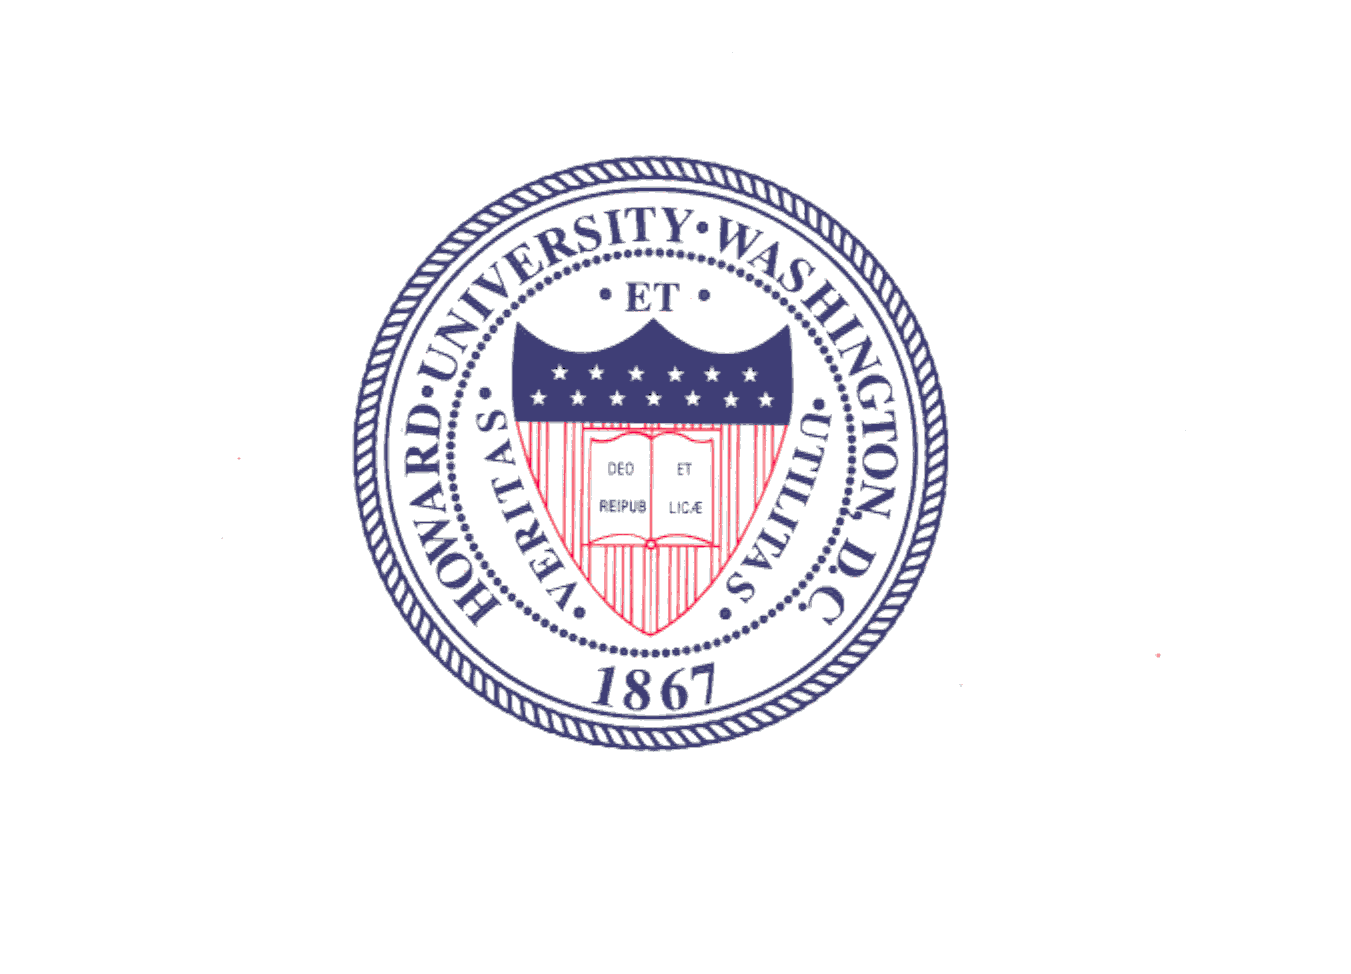 HOWARD•UNIVERSITY•WASHINGTON, D.C.
•VERITAS•
•ET•
•UTILITAS•
DEO ET
REIPUB LICÆ
1867